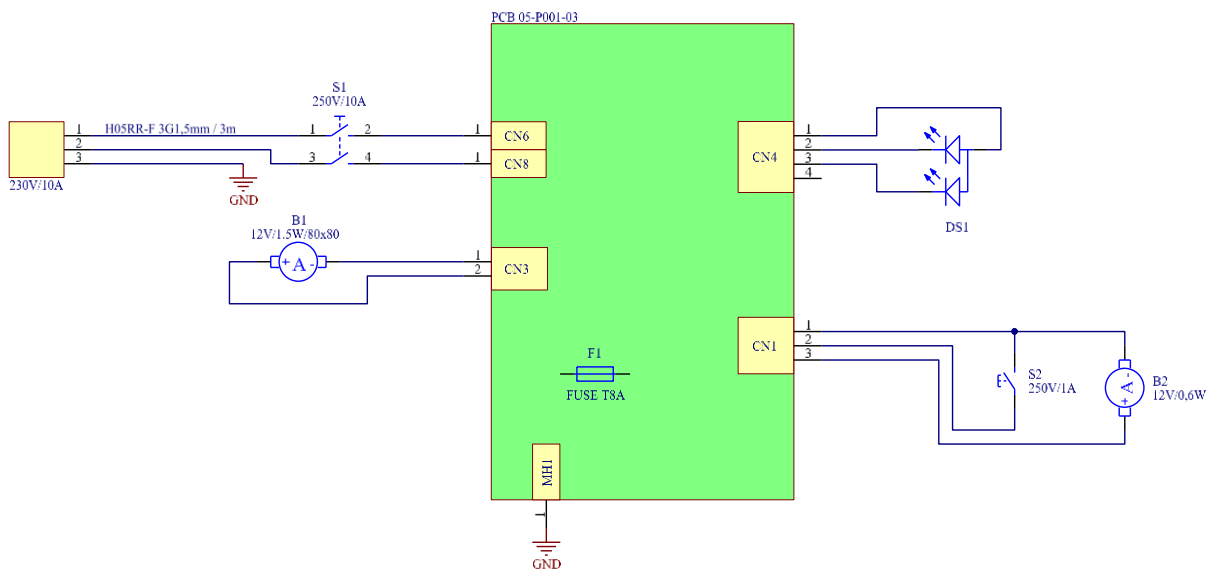 PCB 05-P001-03
S1
250V/10A
1 H05RR-F 3G1,5mm / 3m 1 2 1 CN6
2
3 3 4 1 CN8
230V/10A
GND
B1
12V/1.5W/80x80
+ A -
1
2
CN3
CN4
1
2
3
4
DS1
CN1
1
2
3
S2
250V/1A
+ A -
B2
12V/0,6W
F1
FUSE T8A
MH1
1
GND